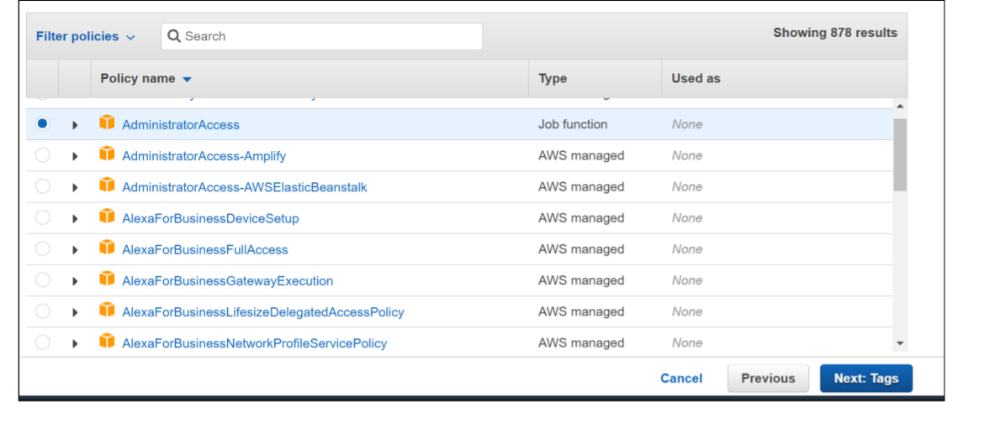 Filter policies Search Showing 878 results
Policy name Type Used as
AdministratorAccess Job function None
AdministratorAccess-Amplify AWS managed None
AdministratorAccess-AWSElasticBeanstalk AWS managed None
AlexaForBusinessDeviceSetup AWS managed None
AlexaForBusinessFullAccess AWS managed None
AlexaForBusinessGatewayExecution AWS managed None
AlexaForBusinessLifesizeDelegatedAccessPolicy AWS managed None
AlexaForBusinessNetworkProfileServicePolicy AWS managed None
Cancel Previous Next: Tags